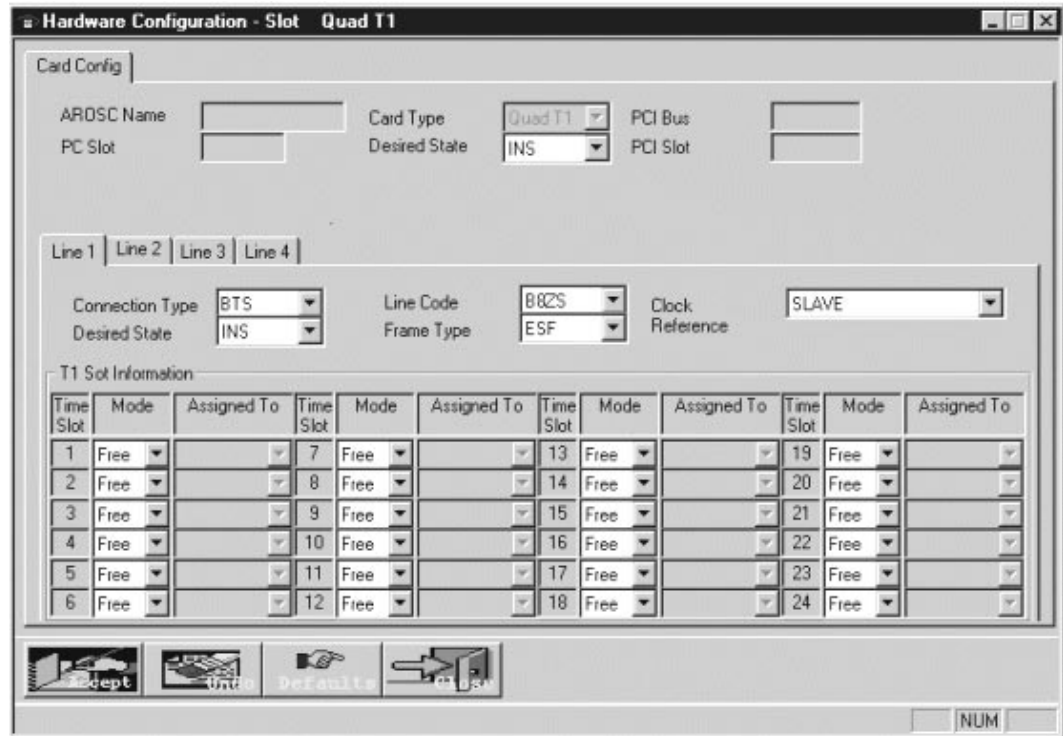 Hardware Configuration - Slot Quad T1
Card Config
AROSC Name Card Type Quad T1 PCI Bus
PC Slot Desired State INS PCI Slot
Line 1 Line 2 Line 3 Line 4
Connection Type BTS Line Code B8ZS Clock Reference SLAVE
Desired State INS Frame Type ESF
T1 Sot Information
Time Slot Mode Assigned To Time Slot Mode Assigned To Time Slot Mode Assigned To Time Slot Mode Assigned To
1 Free 7 Free 13 Free 19 Free
2 Free 8 Free 14 Free 20 Free
3 Free 9 Free 15 Free 21 Free
4 Free 10 Free 16 Free 22 Free
5 Free 11 Free 17 Free 23 Free
6 Free 12 Free 18 Free 24 Free
Accept Undo Defaults Close
NUM